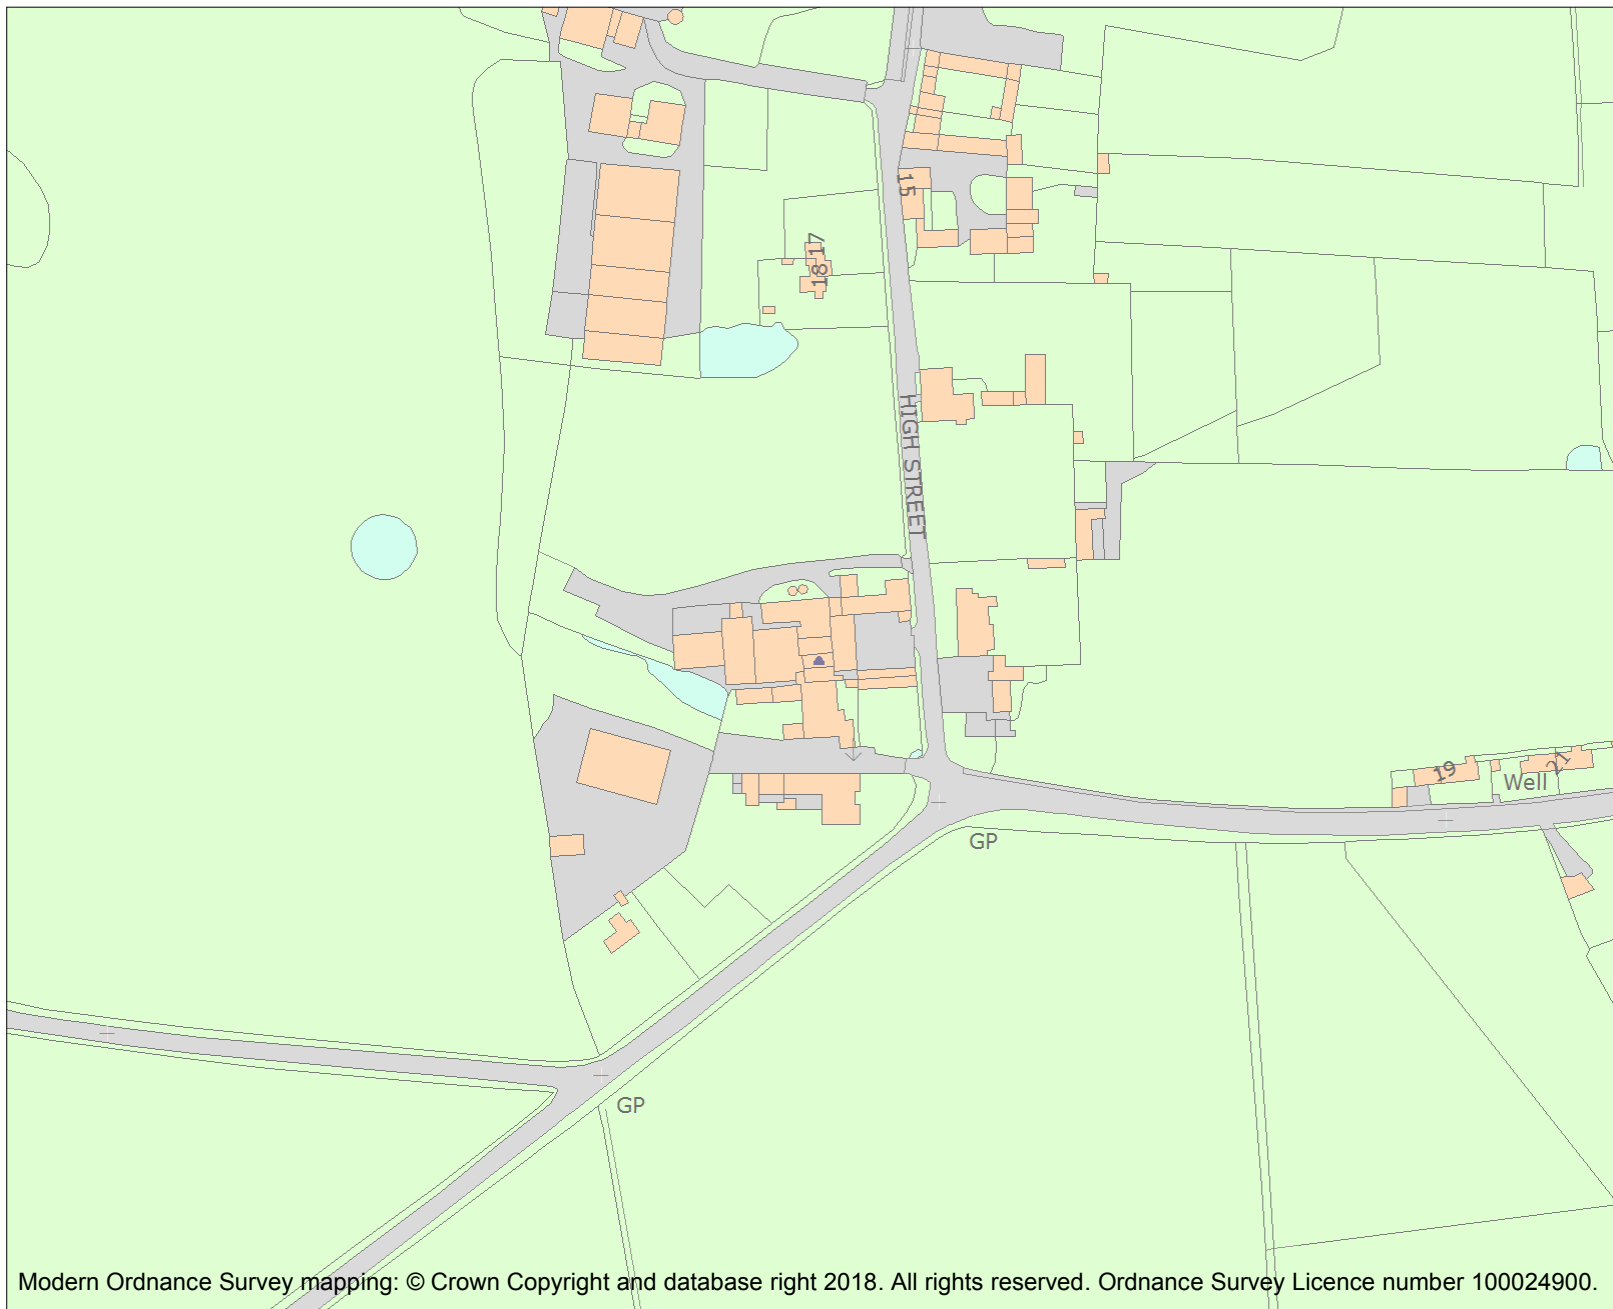 15
17
18
HIGH STREET
19
21
Well
GP
GP
Modern Ordnance Survey mapping: © Crown Copyright and database right 2018. All rights reserved. Ordnance Survey Licence number 100024900.